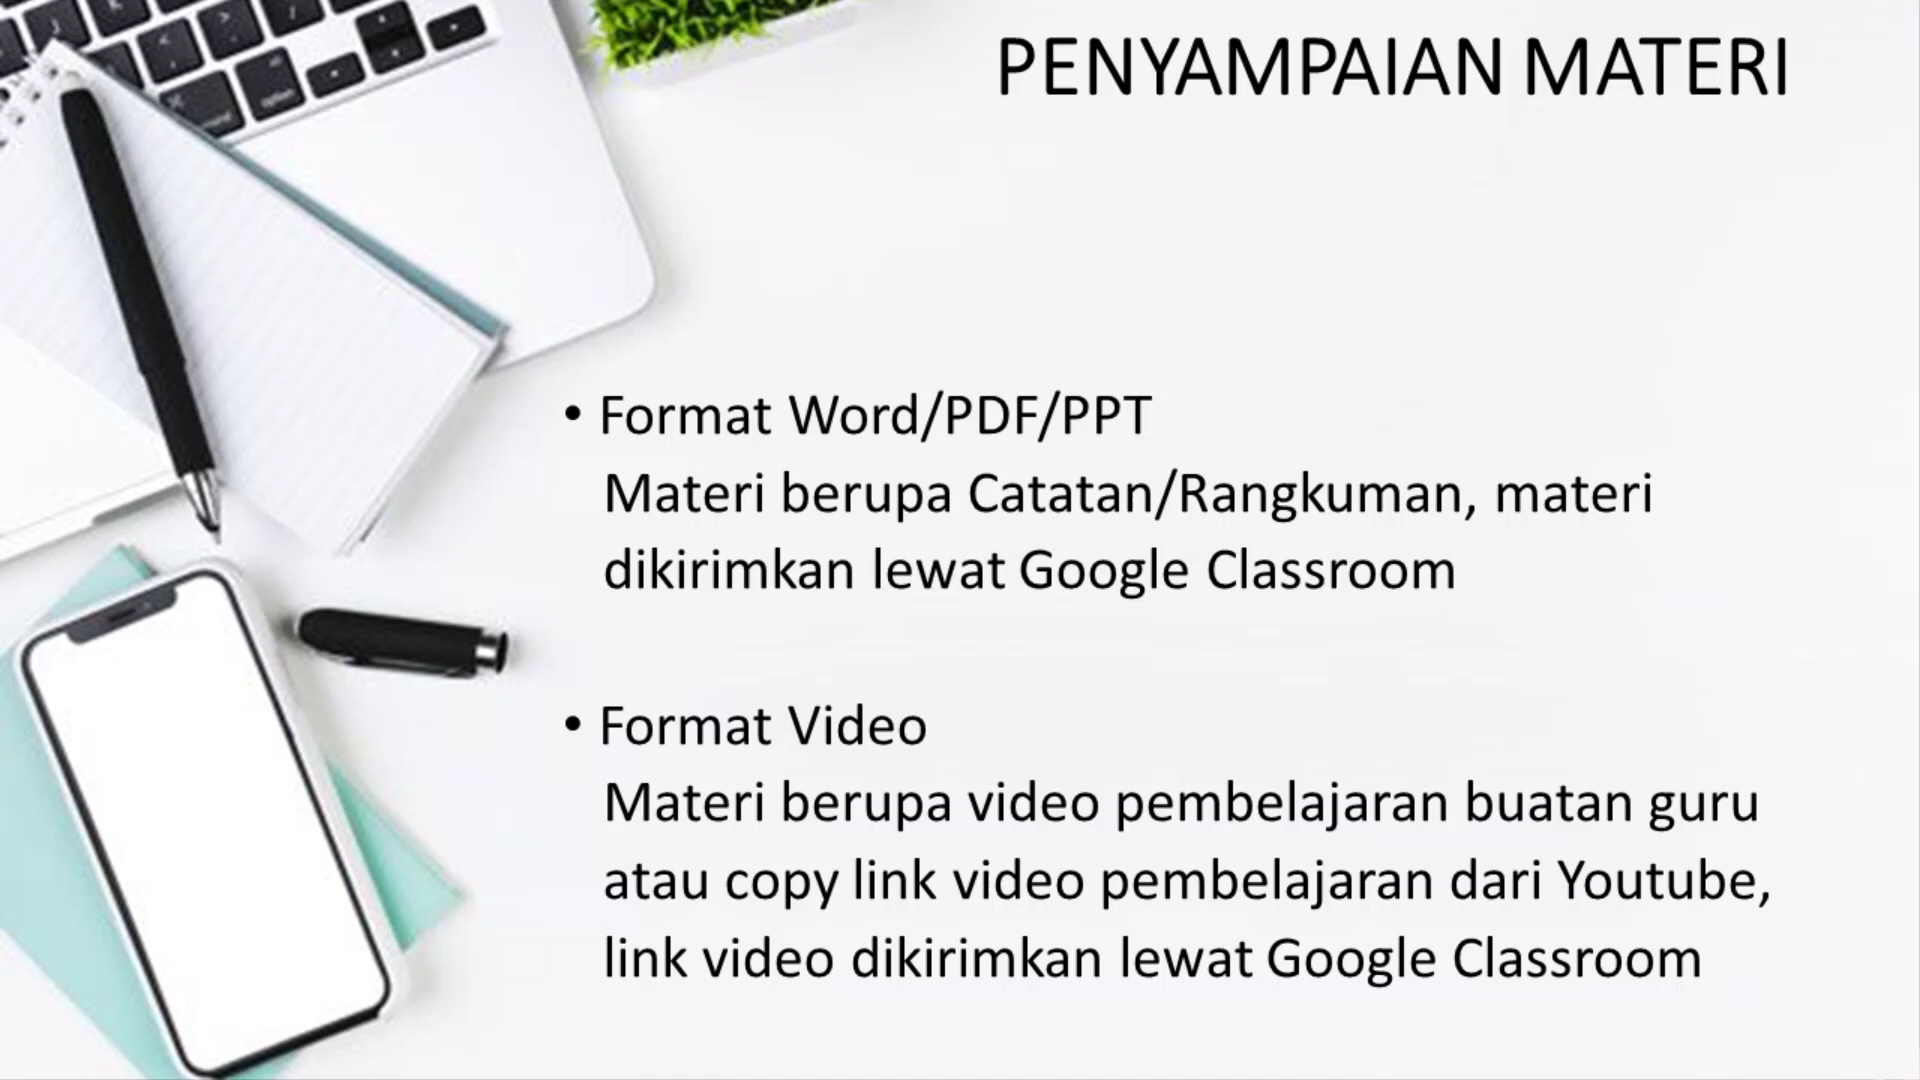 PENYAMPAIAN MATERI
• Format Word/PDF/PPT
Materi berupa Catatan/Rangkuman, materi
dikirimkan lewat Google Classroom
• Format Video
Materi berupa video pembelajaran buatan guru
atau copy link video pembelajaran dari Youtube,
link video dikirimkan lewat Google Classroom